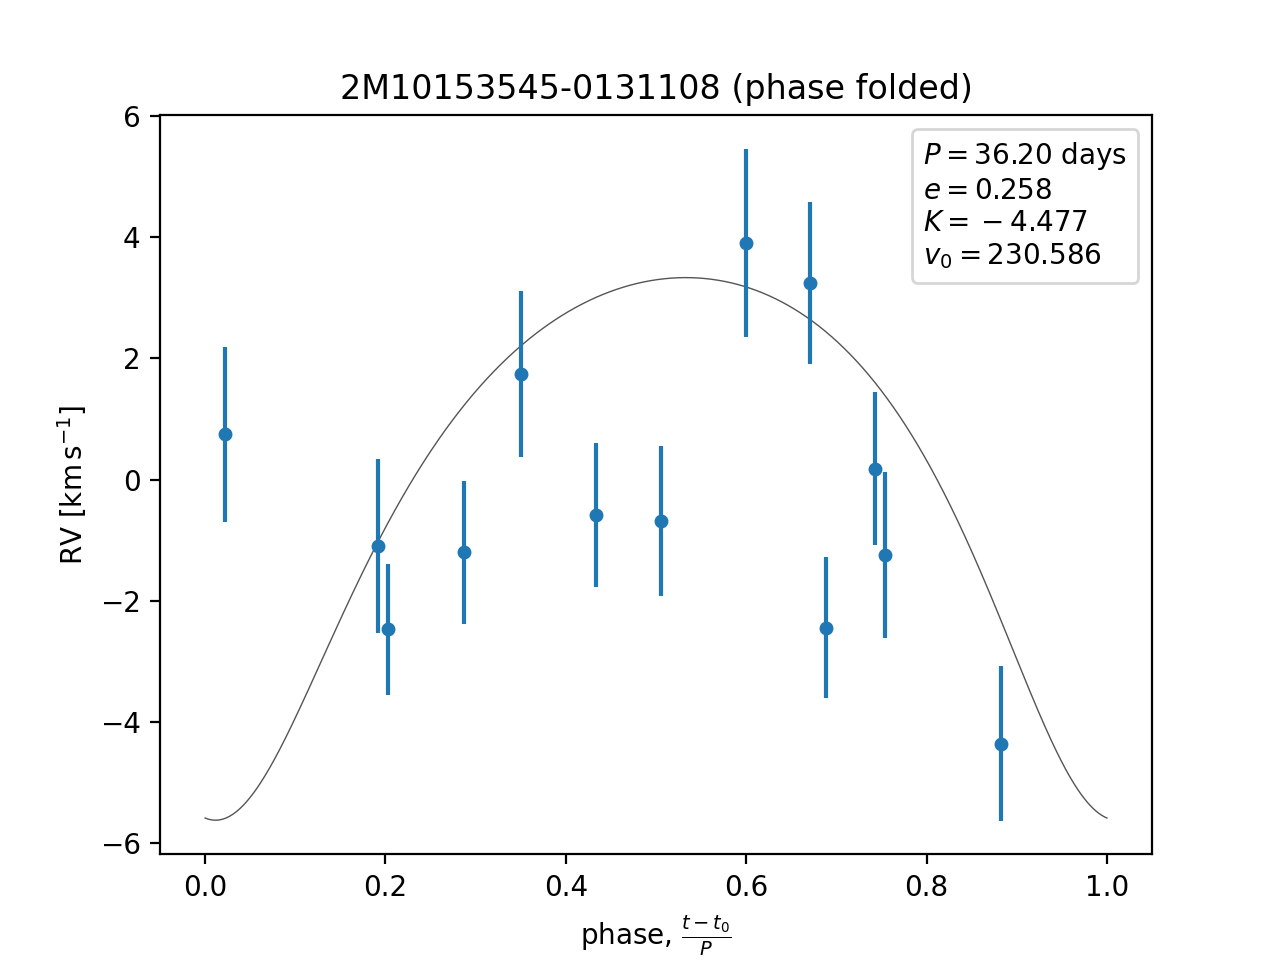 2M10153545-0131108 (phase folded)
P = 36.20 days
e = 0.258
K = −4.477
v₀ = 230.586
6
4
2
0
−2
−4
−6
RV [km s⁻¹]
0.0 0.2 0.4 0.6 0.8 1.0
phase, (t − t₀)/P